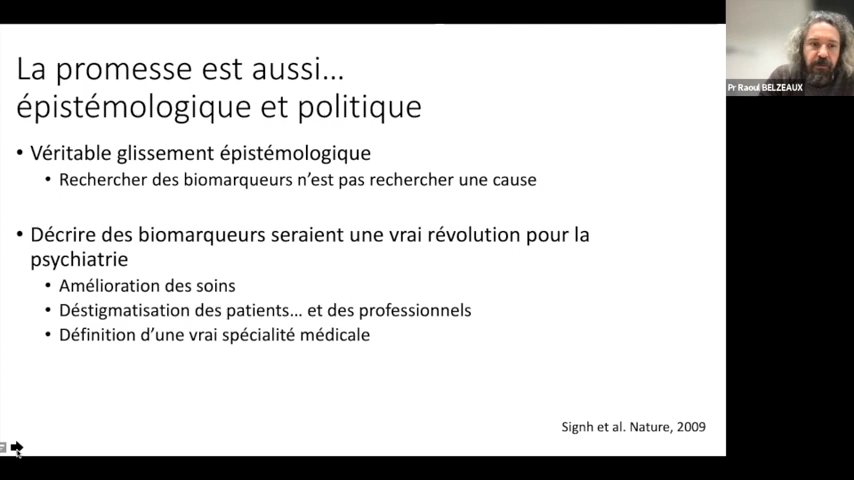 La promesse est aussi...
épistémologique et politique
• Véritable glissement épistémologique
• Rechercher des biomarqueurs n'est pas rechercher une cause
• Décrire des biomarqueurs seraient une vrai révolution pour la
psychiatrie
• Amélioration des soins
• Déstigmatisation des patients... et des professionnels
• Définition d'une vrai spécialité médicale
Signh et al. Nature, 2009
Pr Raoul BELZEAUX